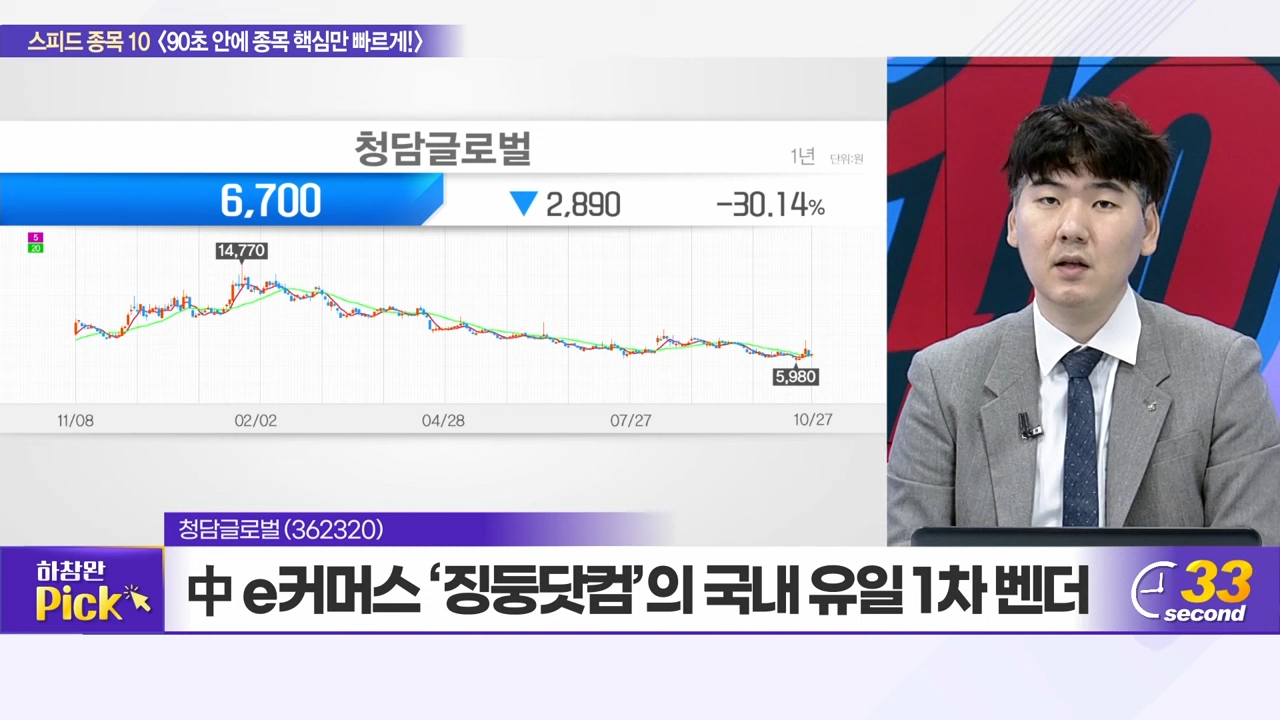 스피드 종목 10 〈90초 안에 종목 핵심만 빠르게!〉
청담글로벌
1년 단위:원
6,700 ▼ 2,890 -30.14%
5
20
14,770
5,980
11/08 02/02 04/28 07/27 10/27
청담글로벌 (362320)
하창완
Pick
中 e커머스 ‘징둥닷컴’의 국내 유일 1차 벤더
33
second